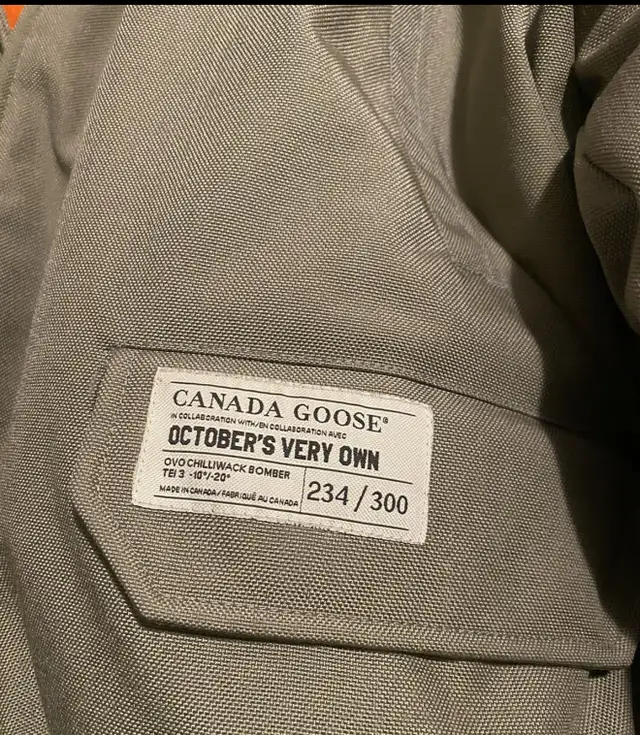 CANADA GOOSE®
IN COLLABORATION WITH/EN COLLABORATION AVEC
OCTOBER'S VERY OWN
OVO CHILLIWACK BOMBER
TEI 3 -10°/-20°
MADE IN CANADA/FABRIQUÉ AU CANADA
234/300